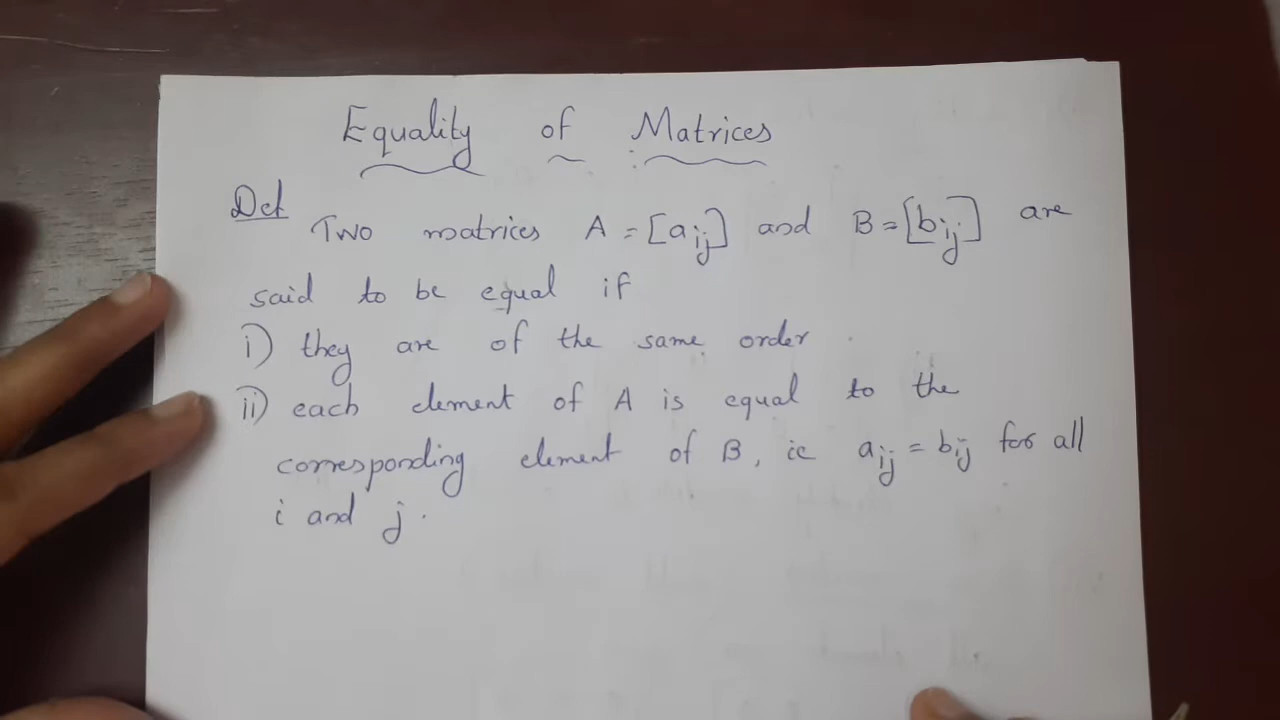 Equality of Matrices
Def
Two matrices A = [aij] and B = [bij] are
said to be equal if
i) they are of the same order
ii) each element of A is equal to the
corresponding element of B, ie aij = bij for all
i and j.